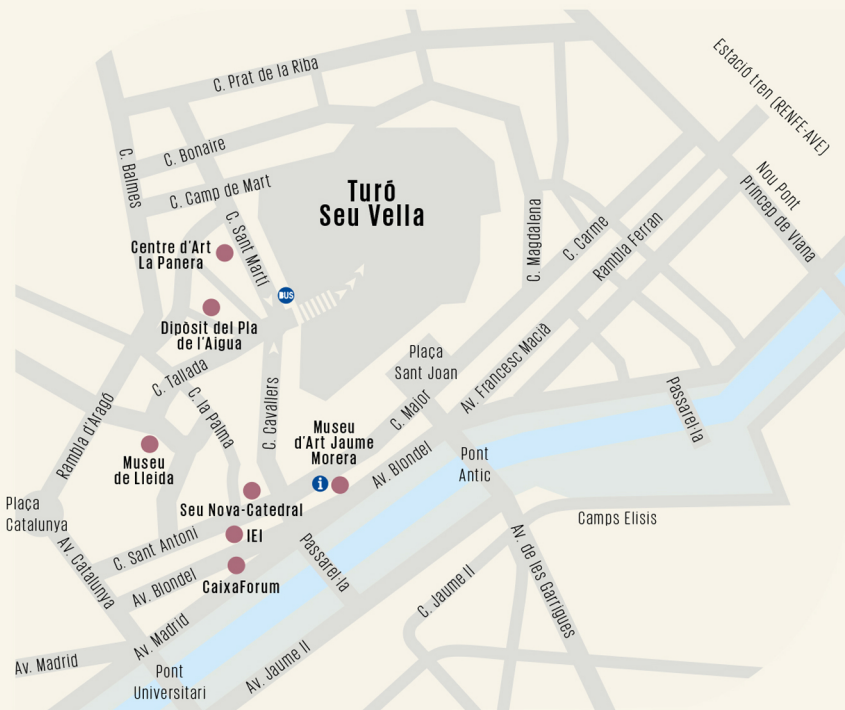 C. Prat de la Riba
Estació tren (RENFE-AVE)
C. Balmes
C. Bonaire
C. Camp de Mart
Turó
Seu Vella
Nou Pont
Príncep de Viana
C. Sant Martí
C. Magdalena
C. Carme
Rambla Ferran
Centre d'Art
La Panera
BUS
Dipòsit del Pla
de l'Aigua
Plaça
Sant Joan
Av. Francesc Macià
C. Tallada
C. la Palma
C. Cavallers
C. Major
Passarel·la
Rambla d'Aragó
Museu
d'Art Jaume
Morera
Av. Blondel
Pont
Antic
Museu
de Lleida
i
Plaça
Catalunya
Seu Nova-Catedral
Camps Elisis
IEI
C. Sant Antoni
Av. Catalunya
Av. Blondel
CaixaForum
Passarel·la
C. Jaume II
Av. de les Garrigues
Av. Madrid
Av. Madrid
Av. Jaume II
Pont
Universitari